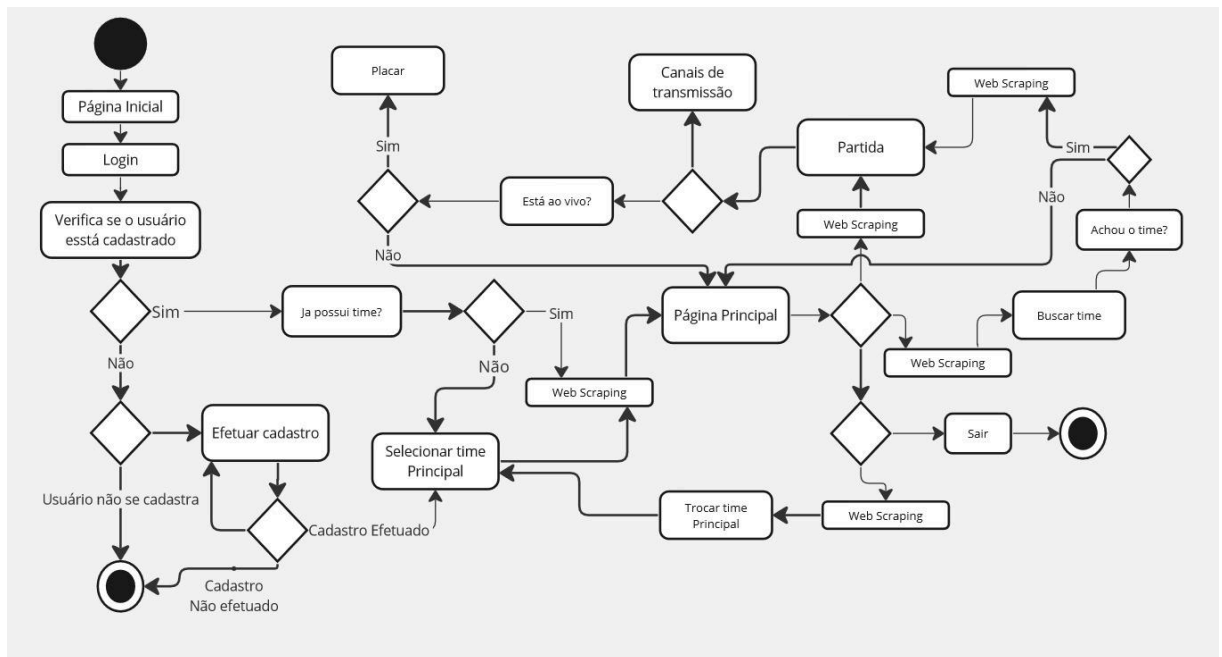 Página Inicial
Login
Verifica se o usuário
esstá cadastrado
Sim
Não
Usuário não se cadastra
Efetuar cadastro
Cadastro Efetuado
Cadastro
Não efetuado
Ja possui time?
Sim
Não
Web Scraping
Selecionar time
Principal
Placar
Sim
Não
Está ao vivo?
Canais de
transmissão
Partida
Web Scraping
Web Scraping
Sim
Não
Achou o time?
Buscar time
Web Scraping
Página Principal
Sair
Web Scraping
Trocar time
Principal